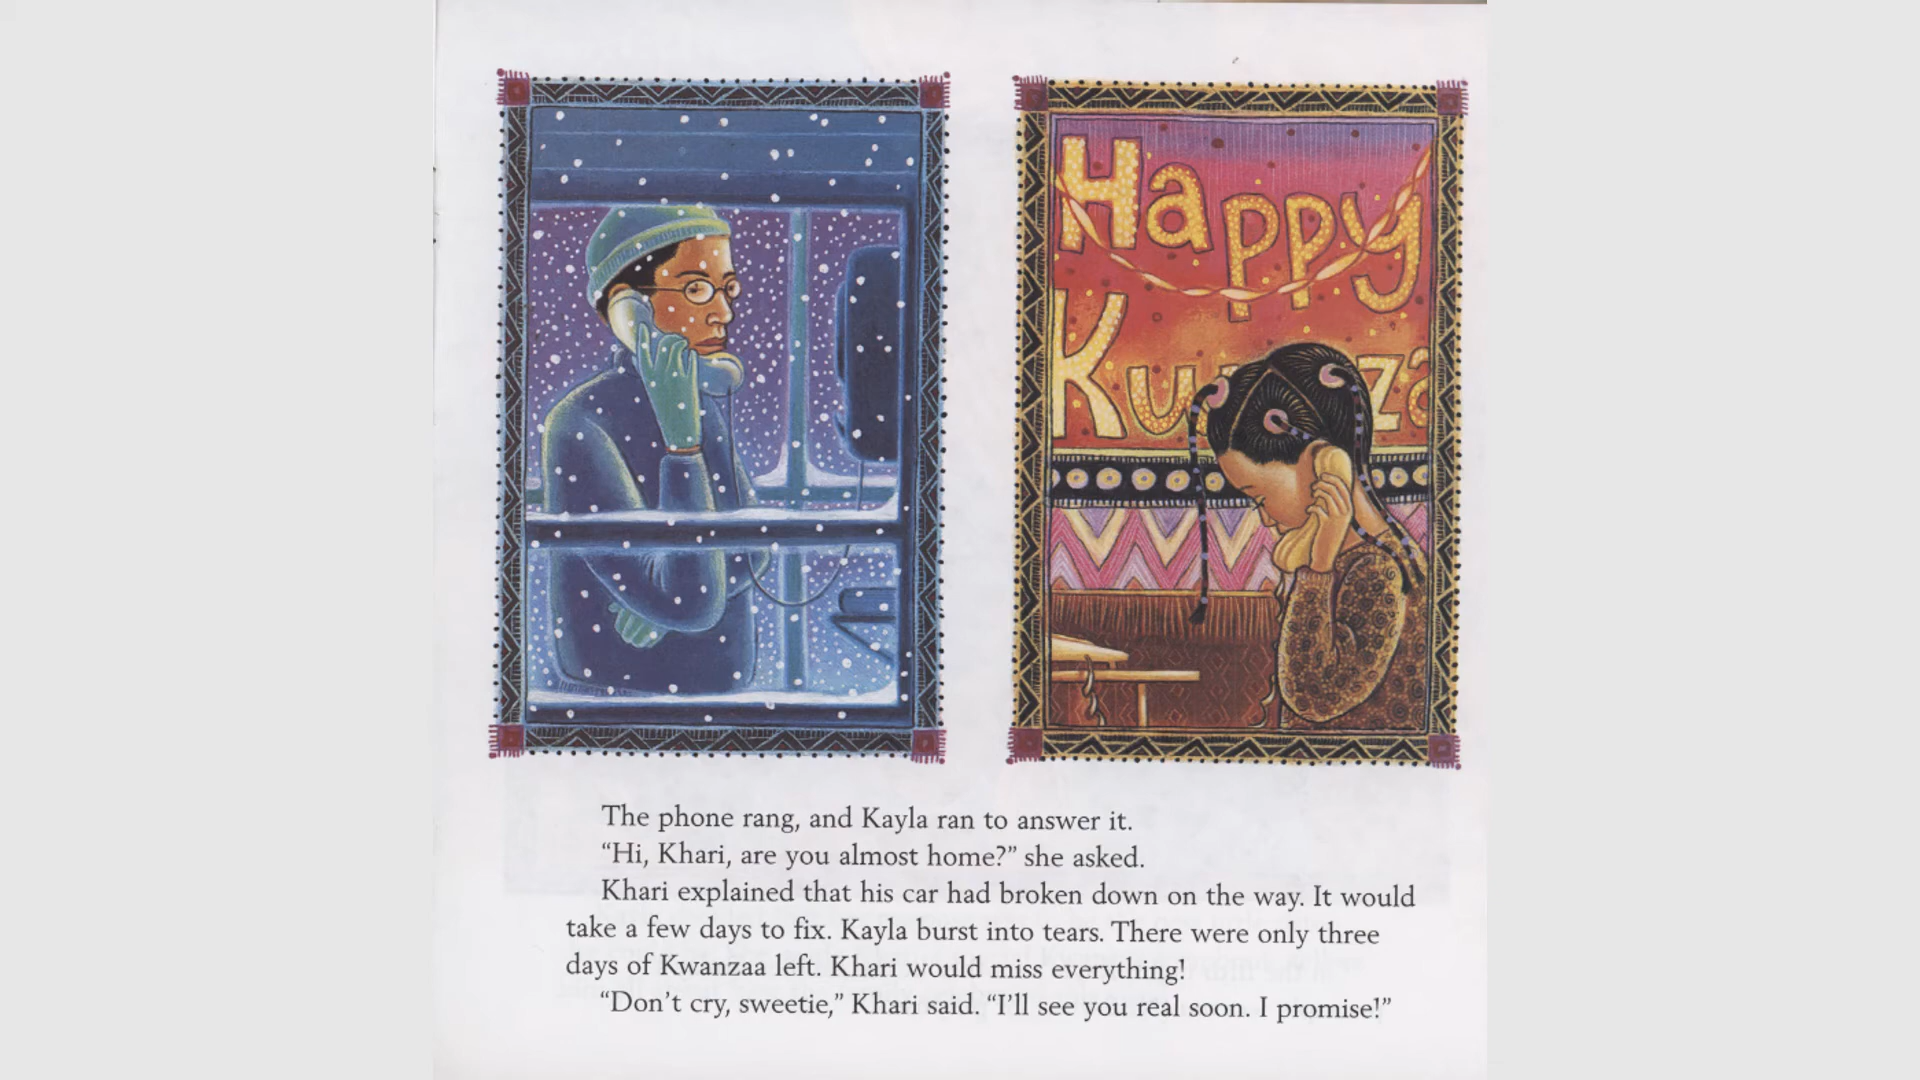 Happy
Ku za
The phone rang, and Kayla ran to answer it.
“Hi, Khari, are you almost home?” she asked.
Khari explained that his car had broken down on the way. It would
take a few days to fix. Kayla burst into tears. There were only three
days of Kwanzaa left. Khari would miss everything!
“Don’t cry, sweetie,” Khari said. “I’ll see you real soon. I promise!”